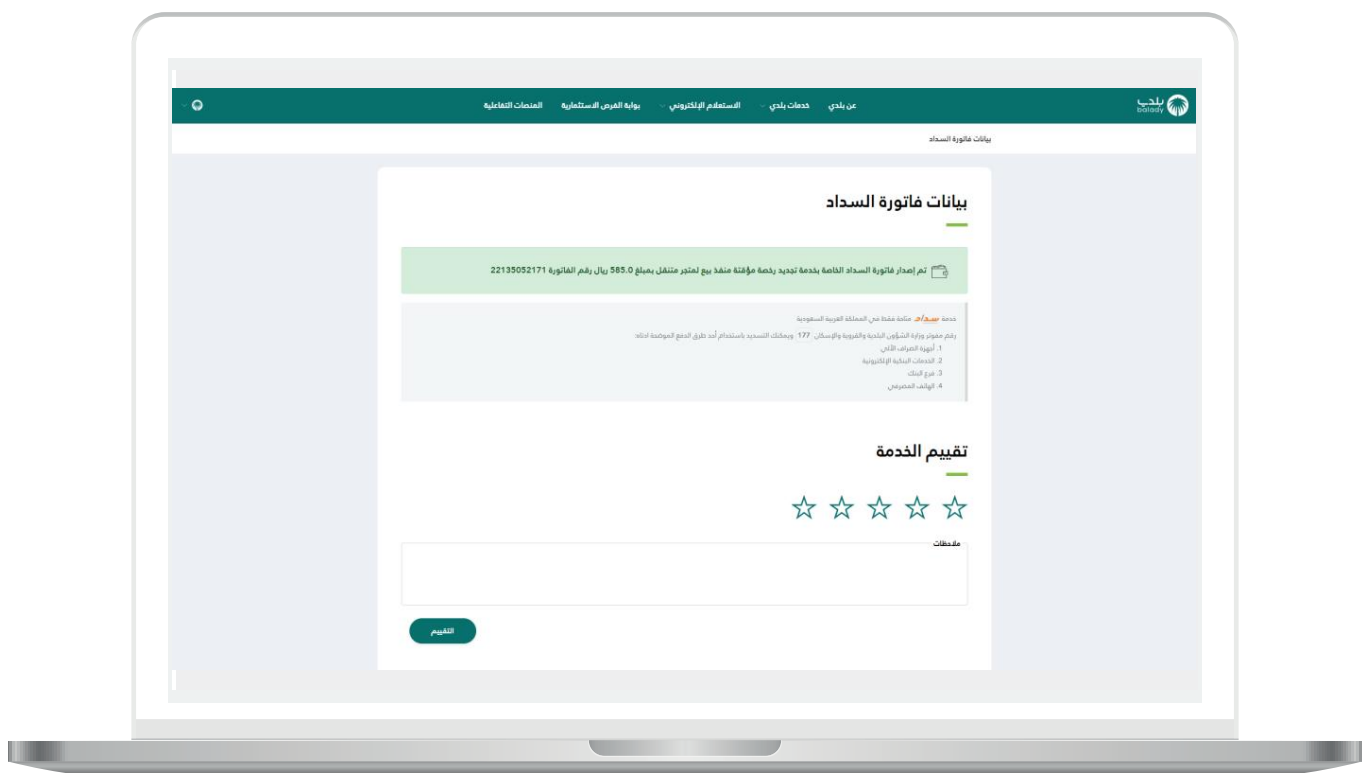 بلدي
balady
عن بلدي
خدمات بلدي
الاستعلام الإلكتروني
بوابة الفرص الاستثمارية
المنصات التفاعلية
بيانات فاتورة السداد
بيانات فاتورة السداد
تم إصدار فاتورة السداد الخاصة بخدمة تجديد رخصة مؤقتة منفذ بيع لمتجر متنقل بمبلغ 585.0 ريال رقم الفاتورة 22135052171
خدمة سداد متاحة فقط في المملكة العربية السعودية
رقم مفوتر وزارة الشؤون البلدية والقروية والإسكان: 177 ويمكنك التسديد باستخدام أحد طرق الدفع الموضحة ادناه:
1. أجهزة الصراف الآلي
2. الخدمات البنكية الإلكترونية
3. فرع البنك
4. الهاتف المصرفي
تقييم الخدمة
ملاحظات
التقييم